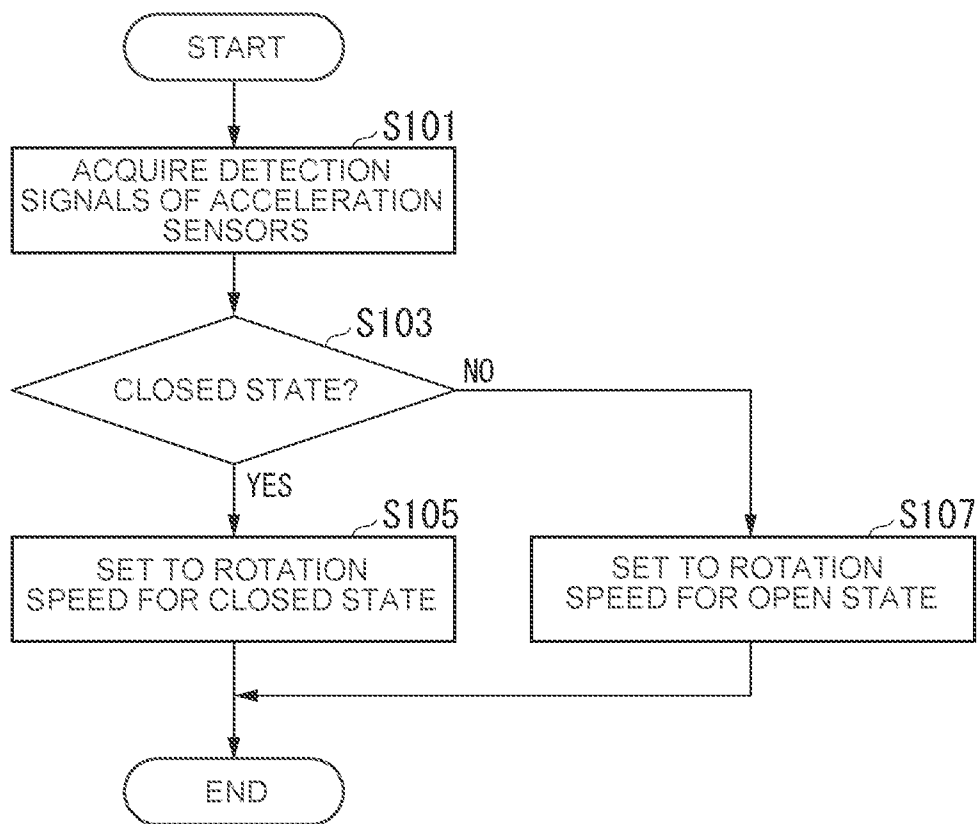 START
S101
ACQUIRE DETECTION
SIGNALS OF ACCELERATION
SENSORS
S103
CLOSED STATE?
NO
YES
S105
SET TO ROTATION
SPEED FOR CLOSED STATE
S107
SET TO ROTATION
SPEED FOR OPEN STATE
END